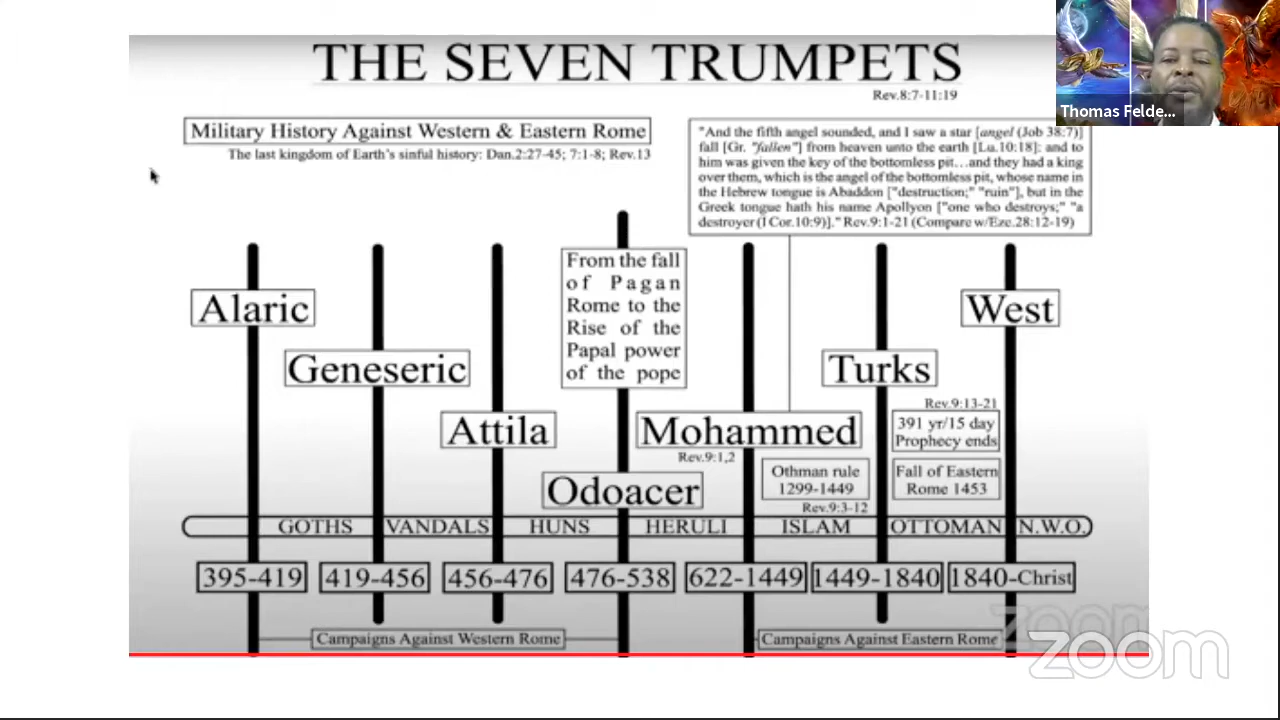 THE SEVEN TRUMPETS
Rev.8:7-11:19
Thomas Felde...
Military History Against Western & Eastern Rome
The last kingdom of Earth's sinful history: Dan.2:27-45; 7:1-8; Rev.13
"And the fifth angel sounded, and I saw a star [angel (Job 38:7)]
fall [Gr. "fallen"] from heaven unto the earth [Lu.10:18]: and to
him was given the key of the bottomless pit...and they had a king
over them, which is the angel of the bottomless pit, whose name in
the Hebrew tongue is Abaddon ["destruction;" "ruin"], but in the
Greek tongue hath his name Apollyon ["one who destroys;" "a
destroyer (I Cor.10:9)]." Rev.9:1-21 (Compare w/Eze.28:12-19)
Alaric
Geneseric
Attila
From the fall
of Pagan
Rome to the
Rise of the
Papal power
of the pope
Odoacer
Mohammed
Rev.9:1,2
Othman rule
1299-1449
Rev.9:3-12
Turks
Rev.9:13-21
391 yr/15 day
Prophecy ends
Fall of Eastern
Rome 1453
West
GOTHS VANDALS HUNS HERULI ISLAM OTTOMAN N.W.O.
395-419 419-456 456-476 476-538 622-1449 1449-1840 1840-Christ
Campaigns Against Western Rome
Campaigns Against Eastern Rome
zoom
zoom